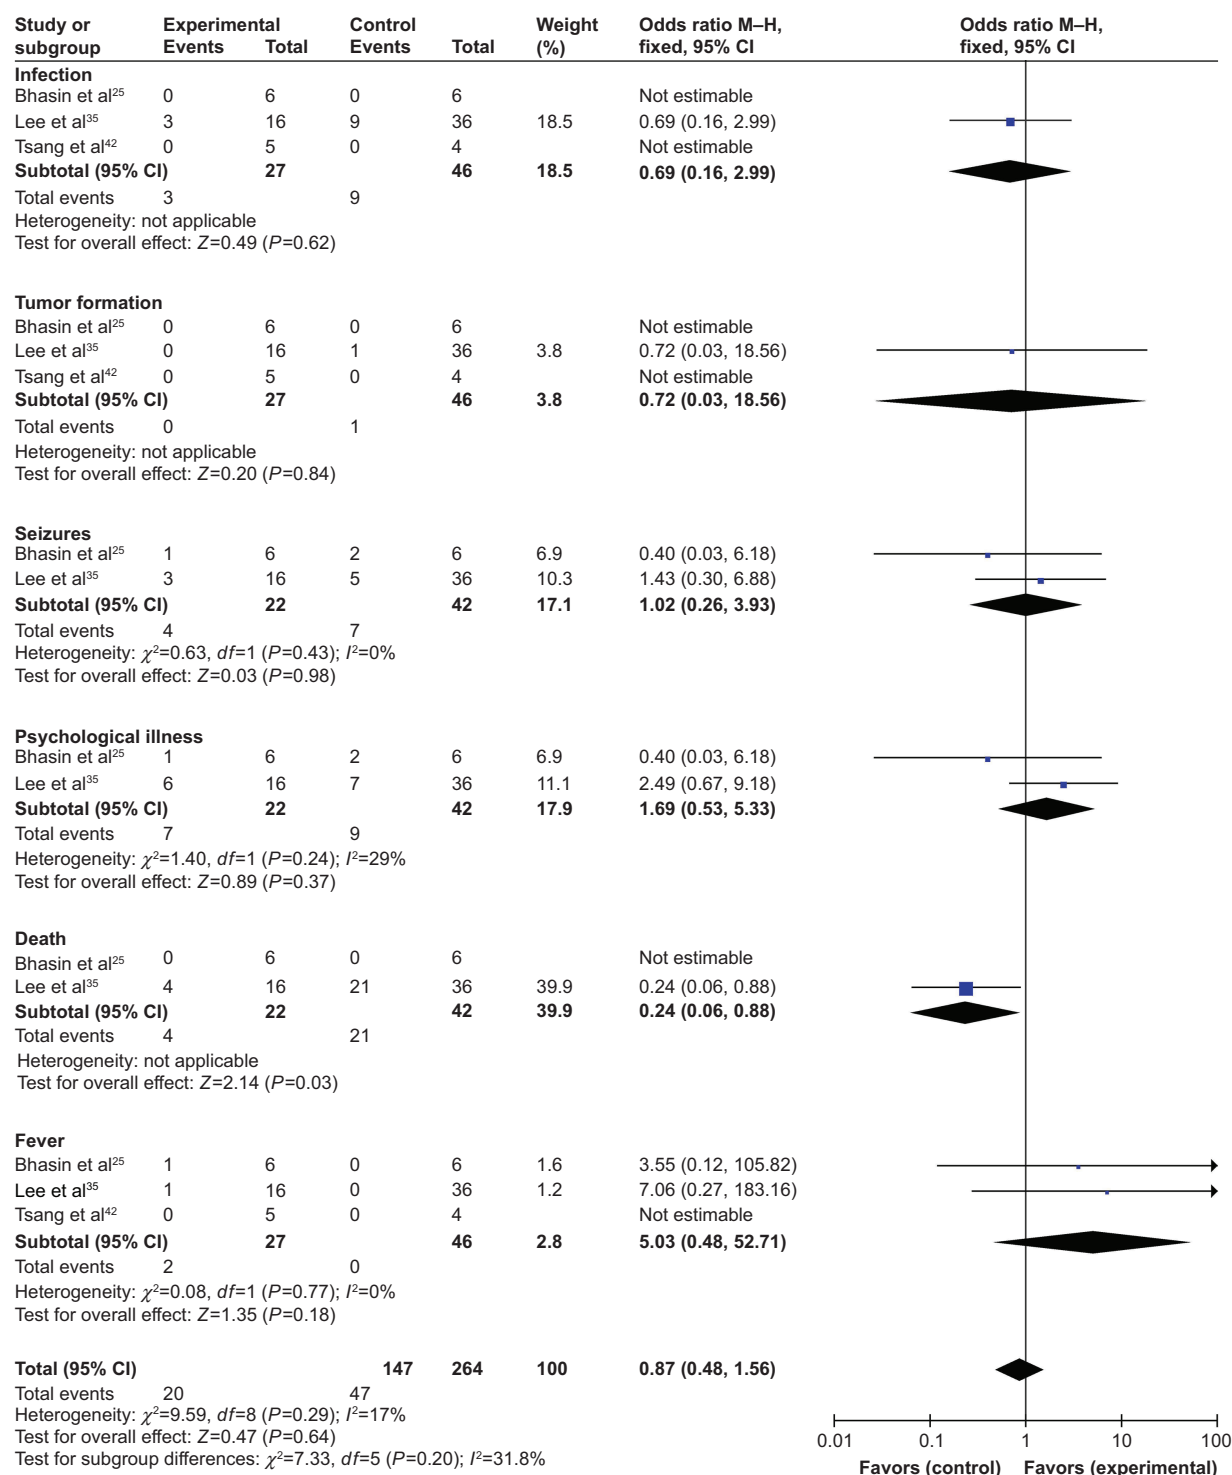 Study or subgroup Experimental Events Total Control Events Total Weight (%) Odds ratio M–H, fixed, 95% CI Odds ratio M–H, fixed, 95% CI
Infection
Bhasin et al25 0 6 0 6 Not estimable
Lee et al35 3 16 9 36 18.5 0.69 (0.16, 2.99)
Tsang et al42 0 5 0 4 Not estimable
Subtotal (95% CI) 27 46 18.5 0.69 (0.16, 2.99)
Total events 3 9
Heterogeneity: not applicable
Test for overall effect: Z=0.49 (P=0.62)
Tumor formation
Bhasin et al25 0 6 0 6 Not estimable
Lee et al35 0 16 1 36 3.8 0.72 (0.03, 18.56)
Tsang et al42 0 5 0 4 Not estimable
Subtotal (95% CI) 27 46 3.8 0.72 (0.03, 18.56)
Total events 0 1
Heterogeneity: not applicable
Test for overall effect: Z=0.20 (P=0.84)
Seizures
Bhasin et al25 1 6 2 6 6.9 0.40 (0.03, 6.18)
Lee et al35 3 16 5 36 10.3 1.43 (0.30, 6.88)
Subtotal (95% CI) 22 42 17.1 1.02 (0.26, 3.93)
Total events 4 7
Heterogeneity: χ2=0.63, df=1 (P=0.43); I2=0%
Test for overall effect: Z=0.03 (P=0.98)
Psychological illness
Bhasin et al25 1 6 2 6 6.9 0.40 (0.03, 6.18)
Lee et al35 6 16 7 36 11.1 2.49 (0.67, 9.18)
Subtotal (95% CI) 22 42 17.9 1.69 (0.53, 5.33)
Total events 7 9
Heterogeneity: χ2=1.40, df=1 (P=0.24); I2=29%
Test for overall effect: Z=0.89 (P=0.37)
Death
Bhasin et al25 0 6 0 6 Not estimable
Lee et al35 4 16 21 36 39.9 0.24 (0.06, 0.88)
Subtotal (95% CI) 22 42 39.9 0.24 (0.06, 0.88)
Total events 4 21
Heterogeneity: not applicable
Test for overall effect: Z=2.14 (P=0.03)
Fever
Bhasin et al25 1 6 0 6 1.6 3.55 (0.12, 105.82)
Lee et al35 1 16 0 36 1.2 7.06 (0.27, 183.16)
Tsang et al42 0 5 0 4 Not estimable
Subtotal (95% CI) 27 46 2.8 5.03 (0.48, 52.71)
Total events 2 0
Heterogeneity: χ2=0.08, df=1 (P=0.77); I2=0%
Test for overall effect: Z=1.35 (P=0.18)
Total (95% CI) 147 264 100 0.87 (0.48, 1.56)
Total events 20 47
Heterogeneity: χ2=9.59, df=8 (P=0.29); I2=17%
Test for overall effect: Z=0.47 (P=0.64)
Test for subgroup differences: χ2=7.33, df=5 (P=0.20); I2=31.8%
0.01 0.1 1 10 100
Favors (control) Favors (experimental)